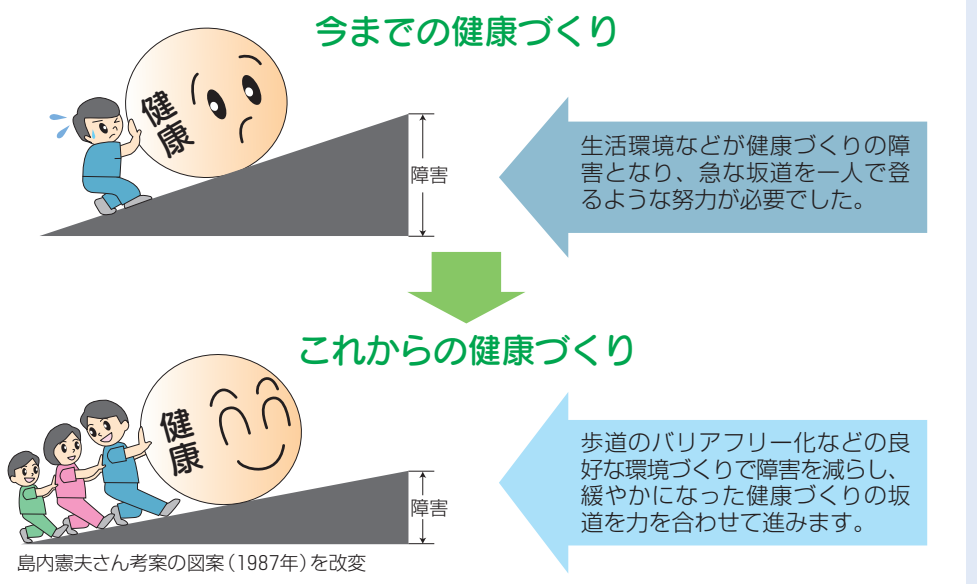 今までの健康づくり
健康
障害
生活環境などが健康づくりの障
害となり、急な坂道を一人で登
るような努力が必要でした。
これからの健康づくり
健康
障害
歩道のバリアフリー化などの良
好な環境づくりで障害を減らし、
緩やかになった健康づくりの坂
道を力を合わせて進みます。
島内憲夫さん考案の図案(1987年)を改変